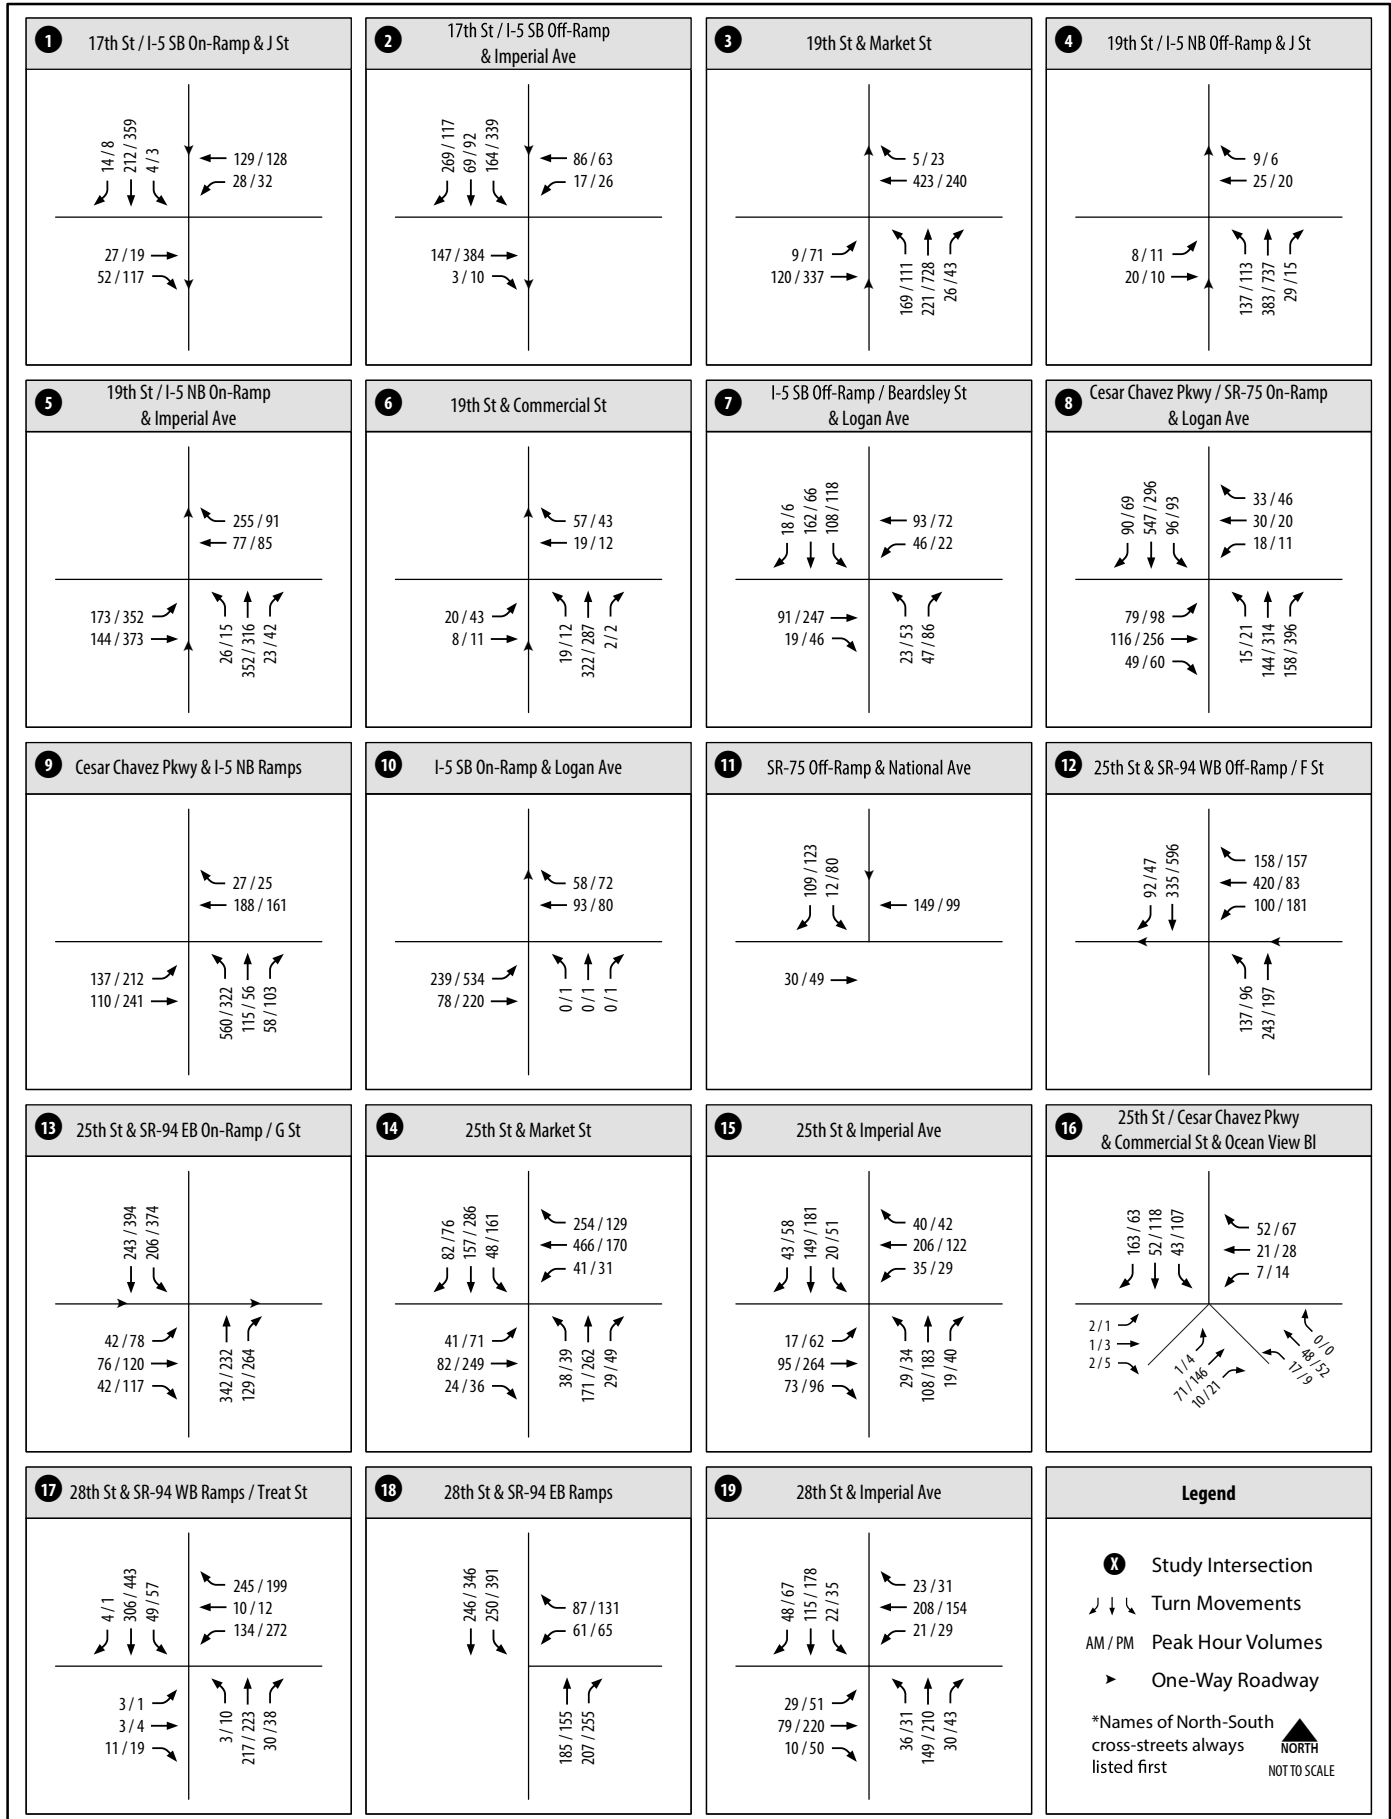 1
17th St / I-5 SB On-Ramp & J St
14 / 8
212 / 359
4 / 3
129 / 128
28 / 32
27 / 19
52 / 117
2
17th St / I-5 SB Off-Ramp
& Imperial Ave
269 / 117
69 / 92
164 / 339
86 / 63
17 / 26
147 / 384
3 / 10
3
19th St & Market St
5 / 23
423 / 240
9 / 71
120 / 337
169 / 111
221 / 728
26 / 43
4
19th St / I-5 NB Off-Ramp & J St
9 / 6
25 / 20
8 / 11
20 / 10
137 / 113
383 / 737
29 / 15
5
19th St / I-5 NB On-Ramp
& Imperial Ave
255 / 91
77 / 85
173 / 352
144 / 373
26 / 15
352 / 316
23 / 42
6
19th St & Commercial St
57 / 43
19 / 12
20 / 43
8 / 11
19 / 12
322 / 287
2 / 2
7
I-5 SB Off-Ramp / Beardsley St
& Logan Ave
18 / 6
162 / 66
108 / 118
93 / 72
46 / 22
91 / 247
19 / 46
23 / 53
47 / 86
8
Cesar Chavez Pkwy / SR-75 On-Ramp
& Logan Ave
90 / 69
547 / 296
96 / 93
33 / 46
30 / 20
18 / 11
79 / 98
116 / 256
49 / 60
15 / 21
144 / 314
158 / 396
9
Cesar Chavez Pkwy & I-5 NB Ramps
27 / 25
188 / 161
137 / 212
110 / 241
560 / 322
115 / 56
58 / 103
10
I-5 SB On-Ramp & Logan Ave
58 / 72
93 / 80
239 / 534
78 / 220
0 / 1
0 / 1
0 / 1
11
SR-75 Off-Ramp & National Ave
109 / 123
12 / 80
149 / 99
30 / 49
12
25th St & SR-94 WB Off-Ramp / F St
92 / 47
335 / 596
158 / 157
420 / 83
100 / 181
137 / 96
243 / 197
13
25th St & SR-94 EB On-Ramp / G St
243 / 394
206 / 374
42 / 78
76 / 120
42 / 117
342 / 232
129 / 264
14
25th St & Market St
82 / 76
157 / 286
48 / 161
254 / 129
466 / 170
41 / 31
41 / 71
82 / 249
24 / 36
38 / 39
171 / 262
29 / 49
15
25th St & Imperial Ave
43 / 58
149 / 181
20 / 51
40 / 42
206 / 122
35 / 29
17 / 62
95 / 264
73 / 96
29 / 34
108 / 183
19 / 40
16
25th St / Cesar Chavez Pkwy
& Commercial St & Ocean View Bl
163 / 63
52 / 118
43 / 107
52 / 67
21 / 28
7 / 14
2 / 1
1 / 3
2 / 5
1 / 4
71 / 146
10 / 21
0 / 0
48 / 52
17 / 9
17
28th St & SR-94 WB Ramps / Treat St
4 / 1
306 / 443
49 / 57
245 / 199
10 / 12
134 / 272
3 / 1
3 / 4
11 / 19
3 / 10
217 / 223
30 / 38
18
28th St & SR-94 EB Ramps
246 / 346
250 / 391
87 / 131
61 / 65
185 / 155
207 / 255
19
28th St & Imperial Ave
48 / 67
115 / 178
22 / 35
23 / 31
208 / 154
21 / 29
29 / 51
79 / 220
10 / 50
36 / 31
149 / 210
30 / 43
Legend
X Study Intersection
Turn Movements
AM / PM Peak Hour Volumes
One-Way Roadway
*Names of North-South
cross-streets always
listed first
NORTH
NOT TO SCALE